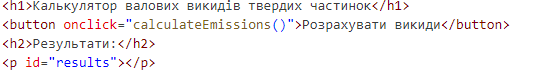 <h1>Калькулятор валових викидів твердих частинок</h1>
<button onclick="calculateEmissions()">Розрахувати викиди</button>
<h2>Результати:</h2>
<p id="results"></p>